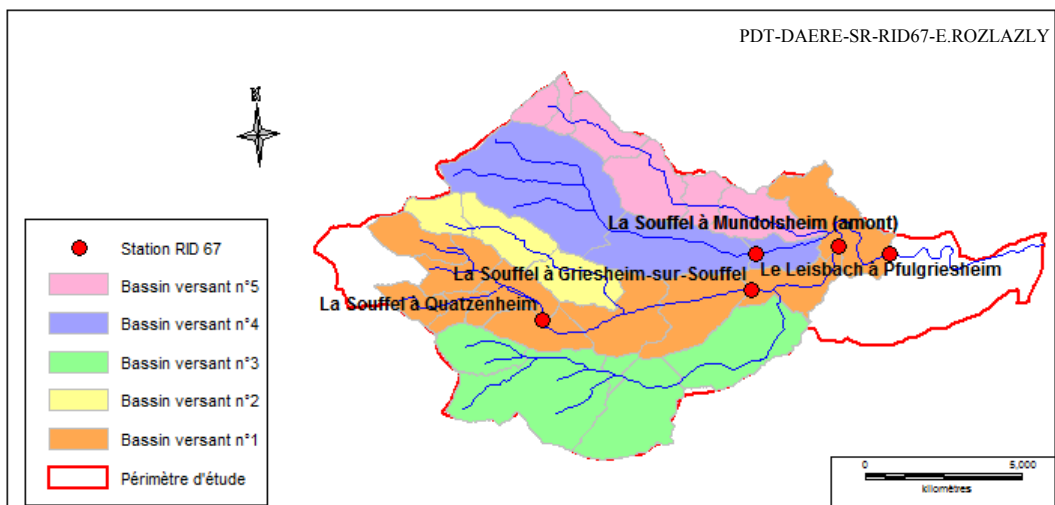 PDT-DAERE-SR-RID67-E.ROZLAZLY
N
La Souffel à Mundolsheim (amont)
La Souffel à Griesheim-sur-Souffel
Le Leisbach à Pfulgriesheim
La Souffel à Quatzenheim
Station RID 67
Bassin versant n°5
Bassin versant n°4
Bassin versant n°3
Bassin versant n°2
Bassin versant n°1
Périmètre d'étude
0 5,000
kilomètres